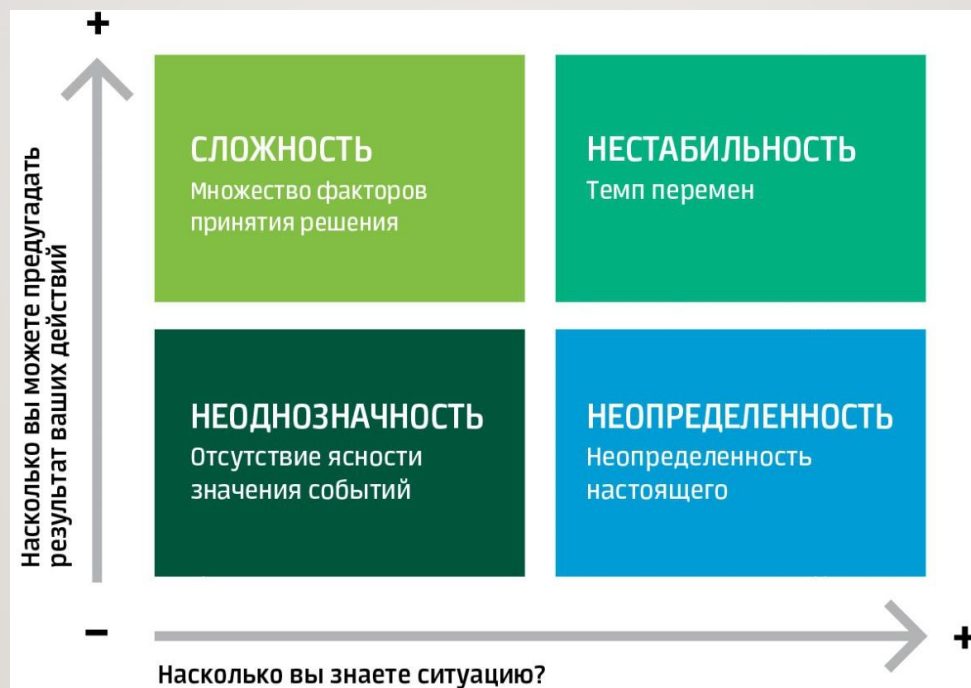 +
Насколько вы можете предугадать
результат ваших действий
СЛОЖНОСТЬ
Множество факторов
принятия решения
НЕСТАБИЛЬНОСТЬ
Темп перемен
НЕОДНОЗНАЧНОСТЬ
Отсутствие ясности
значения событий
НЕОПРЕДЕЛЕННОСТЬ
Неопределенность
настоящего
–
+
Насколько вы знаете ситуацию?